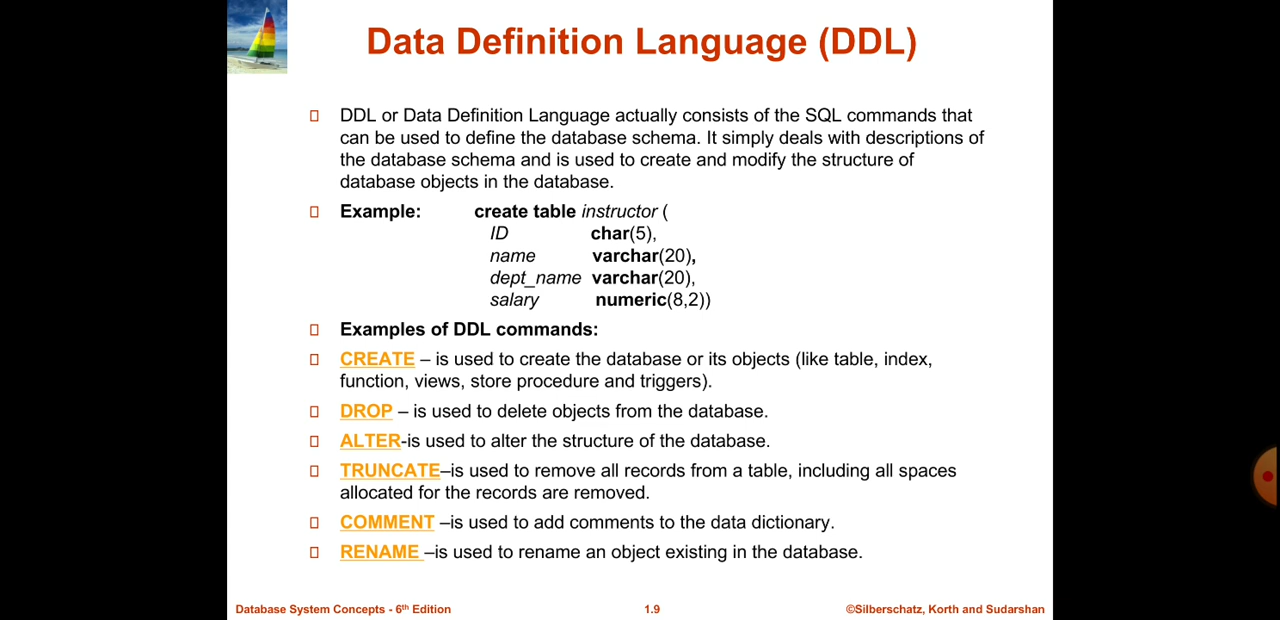 Data Definition Language (DDL)
DDL or Data Definition Language actually consists of the SQL commands that
can be used to define the database schema. It simply deals with descriptions of
the database schema and is used to create and modify the structure of
database objects in the database.
Example: create table instructor (
ID char(5),
name varchar(20),
dept_name varchar(20),
salary numeric(8,2))
Examples of DDL commands:
CREATE – is used to create the database or its objects (like table, index,
function, views, store procedure and triggers).
DROP – is used to delete objects from the database.
ALTER-is used to alter the structure of the database.
TRUNCATE–is used to remove all records from a table, including all spaces
allocated for the records are removed.
COMMENT –is used to add comments to the data dictionary.
RENAME –is used to rename an object existing in the database.
Database System Concepts - 6th Edition 1.9 ©Silberschatz, Korth and Sudarshan